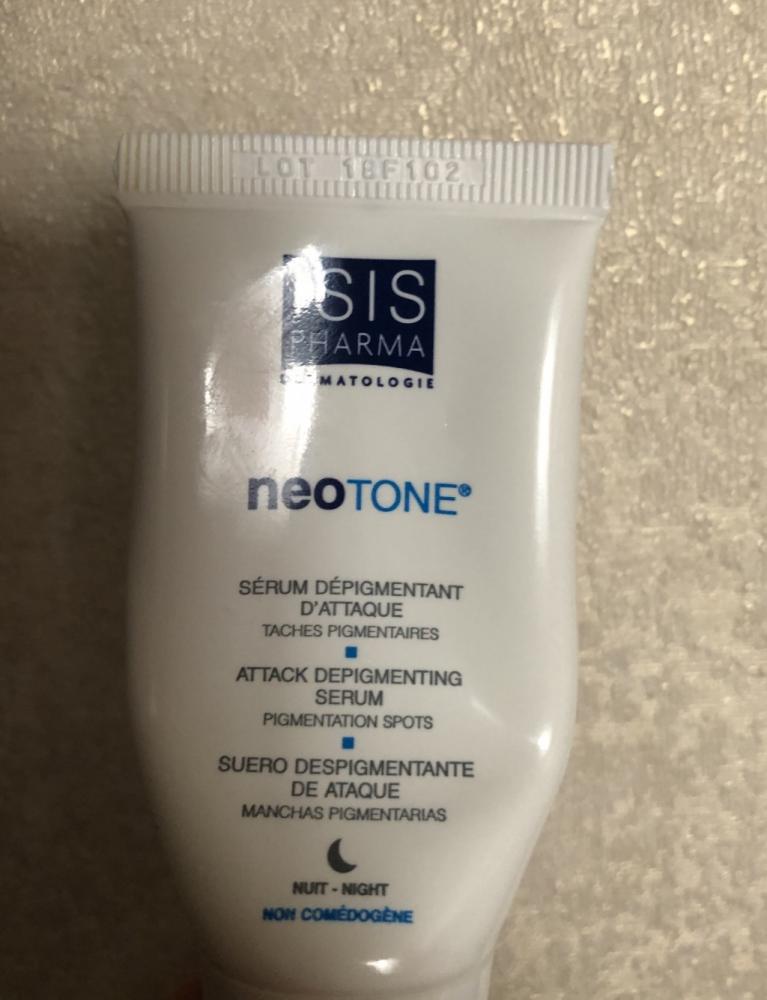 LOT 18F102
ISIS
PHARMA
DERMATOLOGIE
neoTONE®
SÉRUM DÉPIGMENTANT
D'ATTAQUE
TACHES PIGMENTAIRES
ATTACK DEPIGMENTING
SERUM
PIGMENTATION SPOTS
SUERO DESPIGMENTANTE
DE ATAQUE
MANCHAS PIGMENTARIAS
NUIT - NIGHT
NON COMÉDOGÈNE